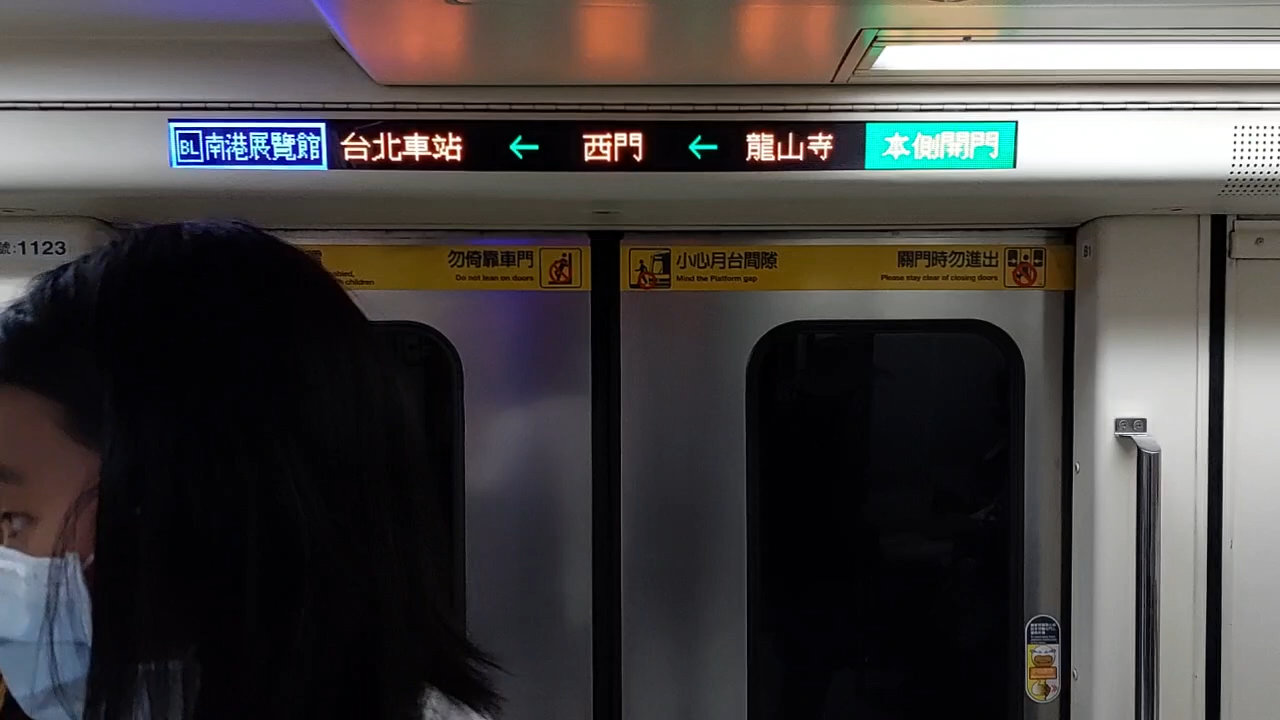 BL 南港展覽館 台北車站 ← 西門 ← 龍山寺 本側開門
號:1123
勿倚靠車門
Do not lean on doors
小心月台間隙
Mind the Platform gap
關門時勿進出
Please stay clear of closing doors
B1